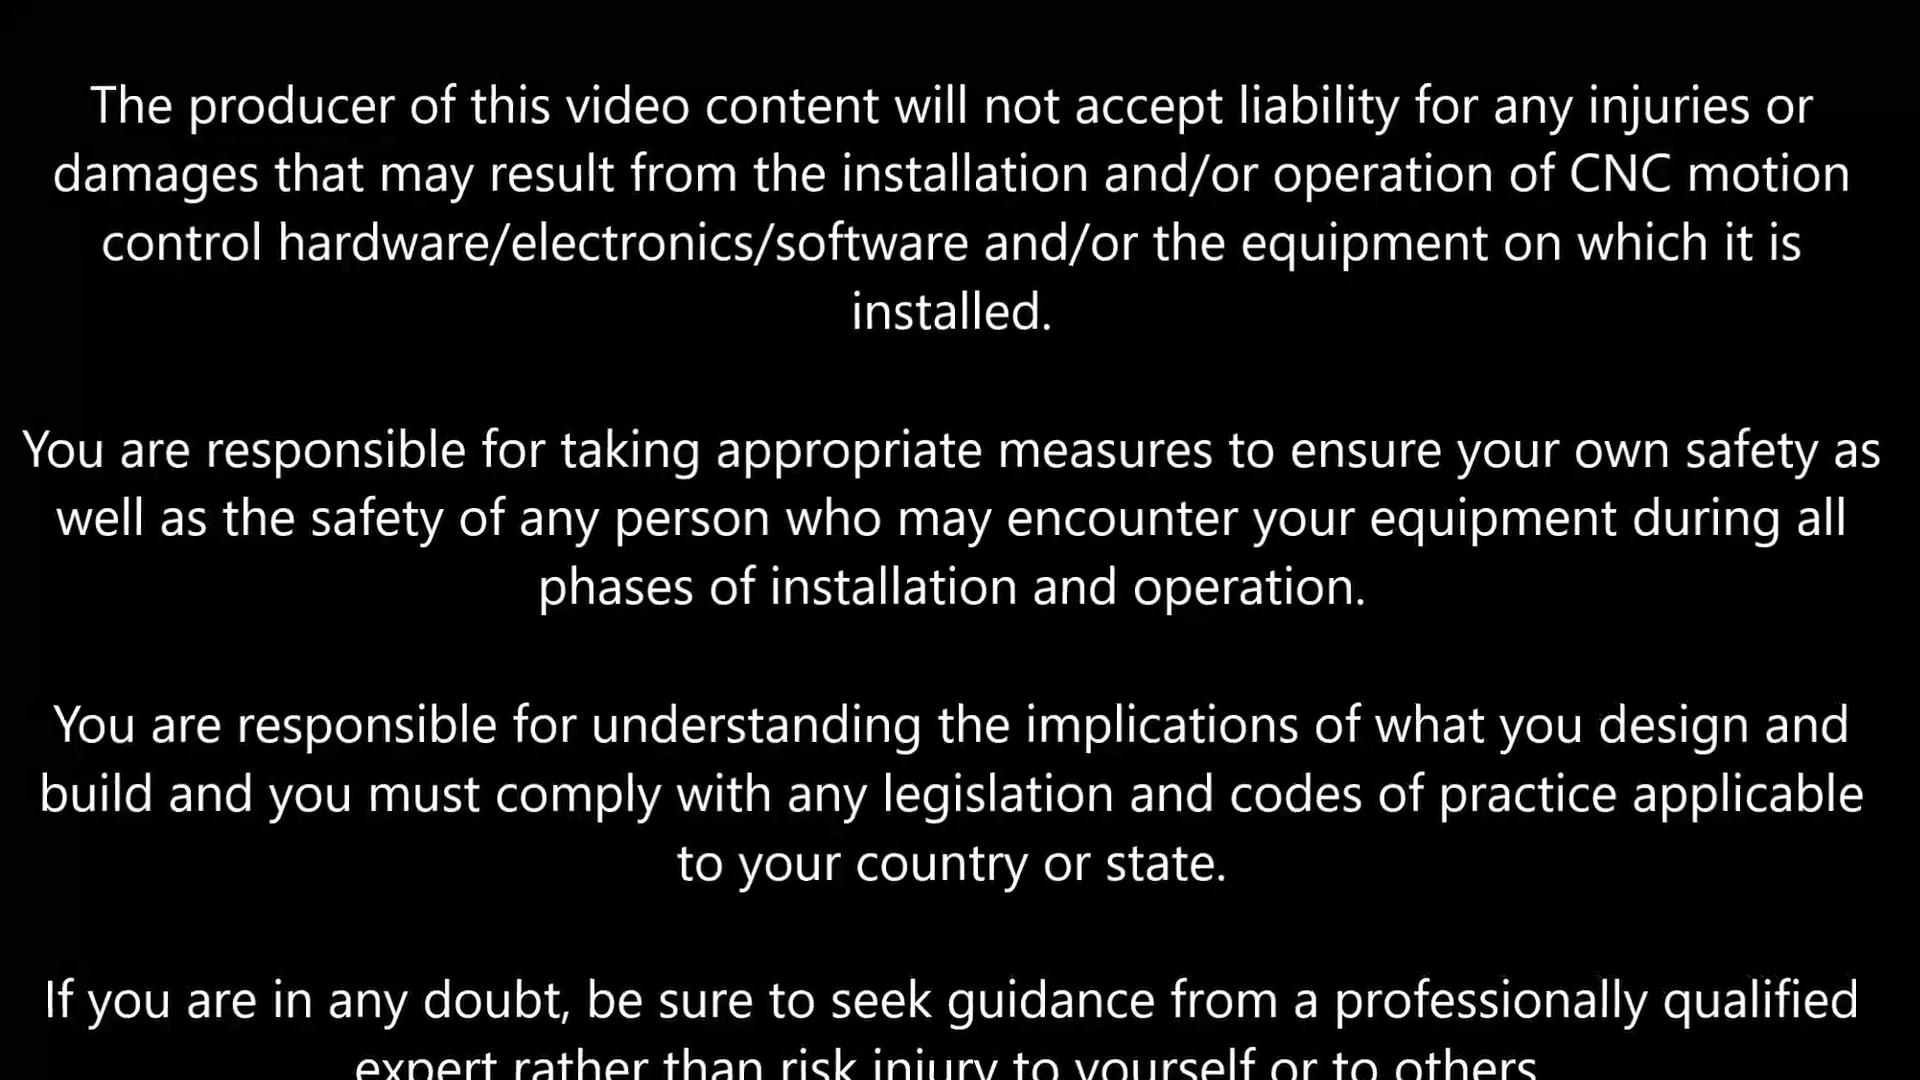 The producer of this video content will not accept liability for any injuries or
damages that may result from the installation and/or operation of CNC motion
control hardware/electronics/software and/or the equipment on which it is
installed.
You are responsible for taking appropriate measures to ensure your own safety as
well as the safety of any person who may encounter your equipment during all
phases of installation and operation.
You are responsible for understanding the implications of what you design and
build and you must comply with any legislation and codes of practice applicable
to your country or state.
If you are in any doubt, be sure to seek guidance from a professionally qualified
expert rather than risk injury to yourself or to others